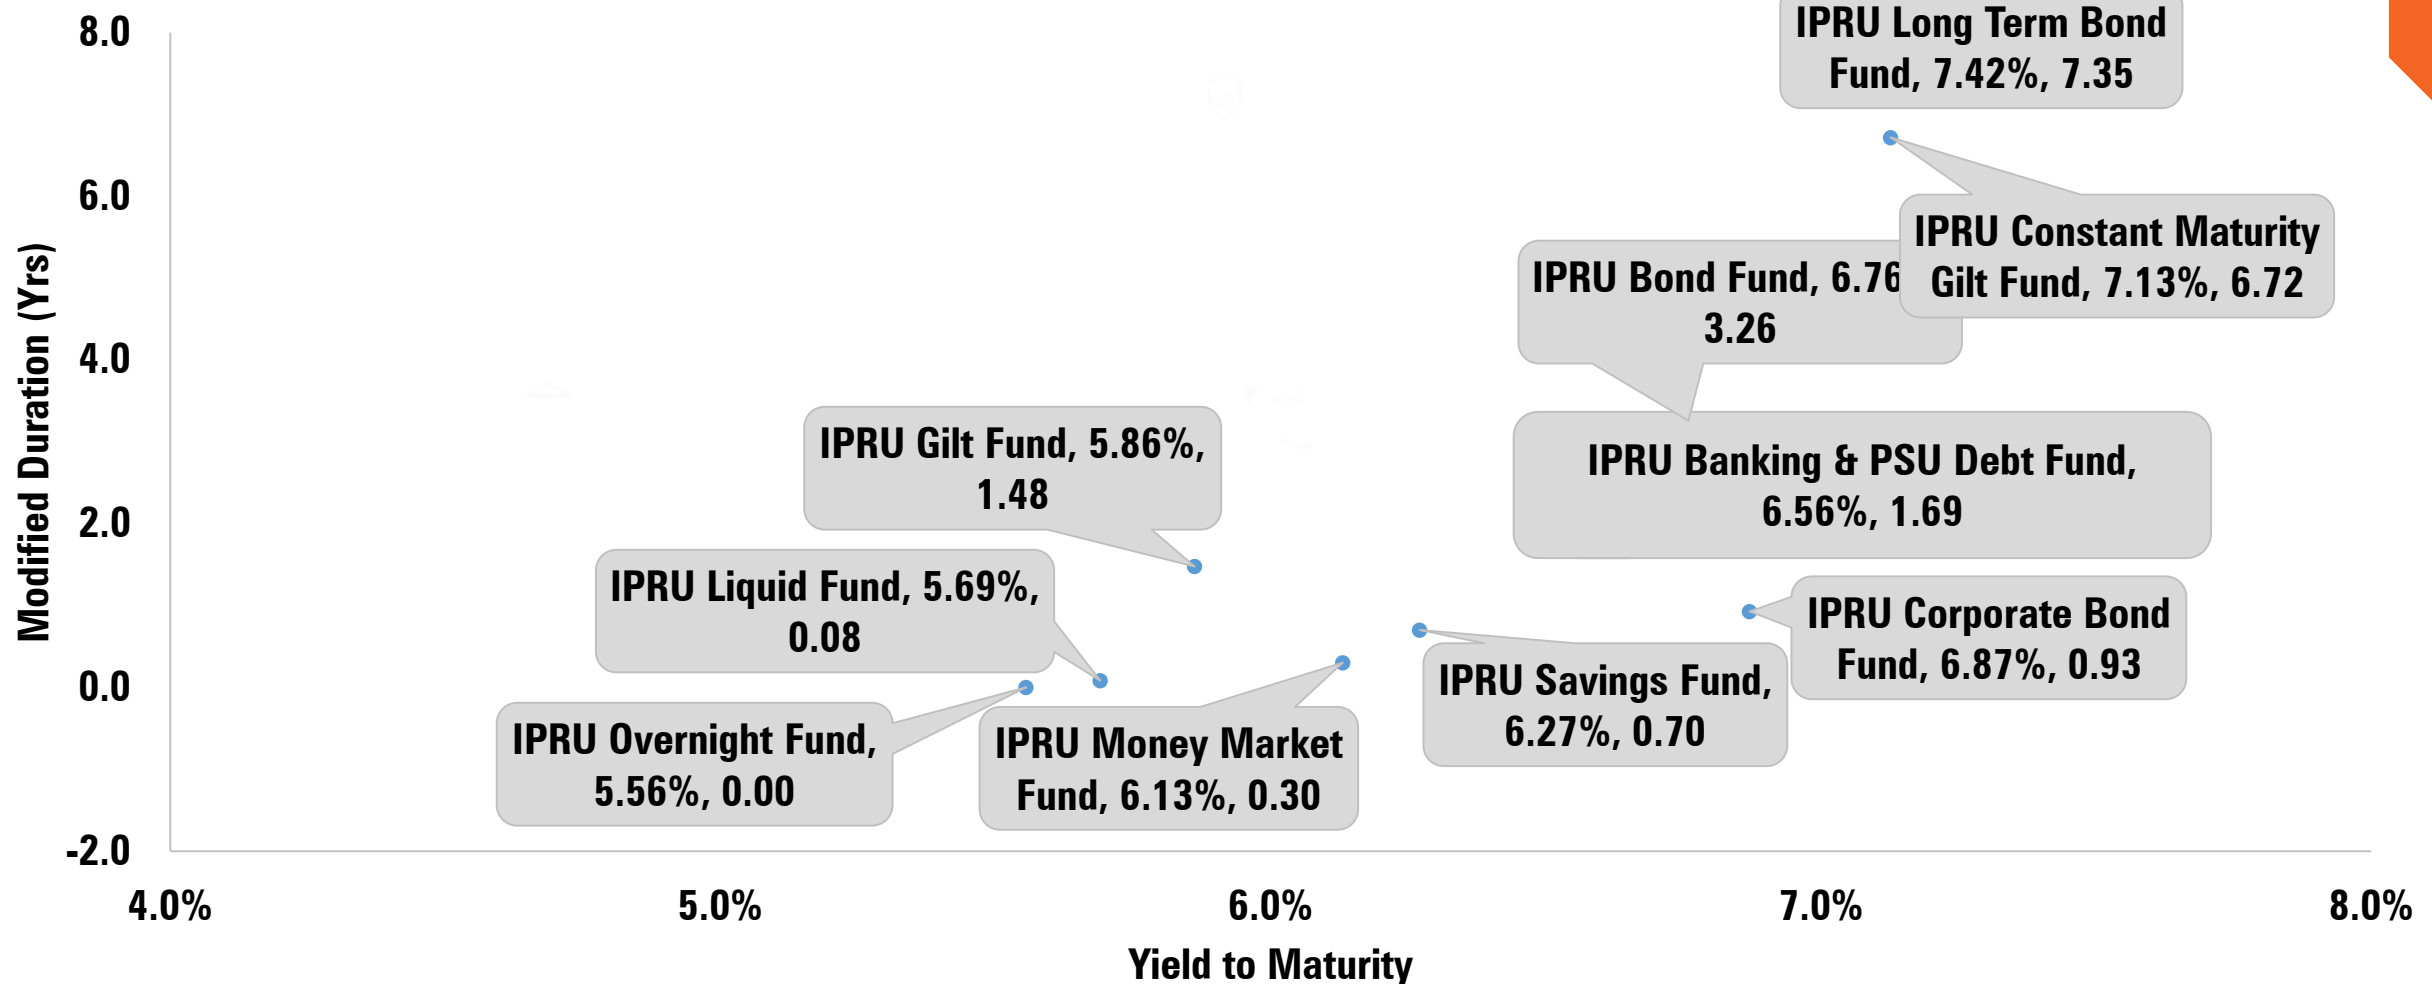 8.0
6.0
4.0
2.0
0.0
-2.0
Modified Duration (Yrs)
IPRU Long Term Bond
Fund, 7.42%, 7.35
IPRU Constant Maturity
Gilt Fund, 7.13%, 6.72
IPRU Bond Fund, 6.76
3.26
IPRU Gilt Fund, 5.86%,
1.48
IPRU Banking & PSU Debt Fund,
6.56%, 1.69
IPRU Liquid Fund, 5.69%,
0.08
IPRU Corporate Bond
Fund, 6.87%, 0.93
IPRU Savings Fund,
6.27%, 0.70
IPRU Overnight Fund,
5.56%, 0.00
IPRU Money Market
Fund, 6.13%, 0.30
4.0%
5.0%
6.0%
7.0%
8.0%
Yield to Maturity